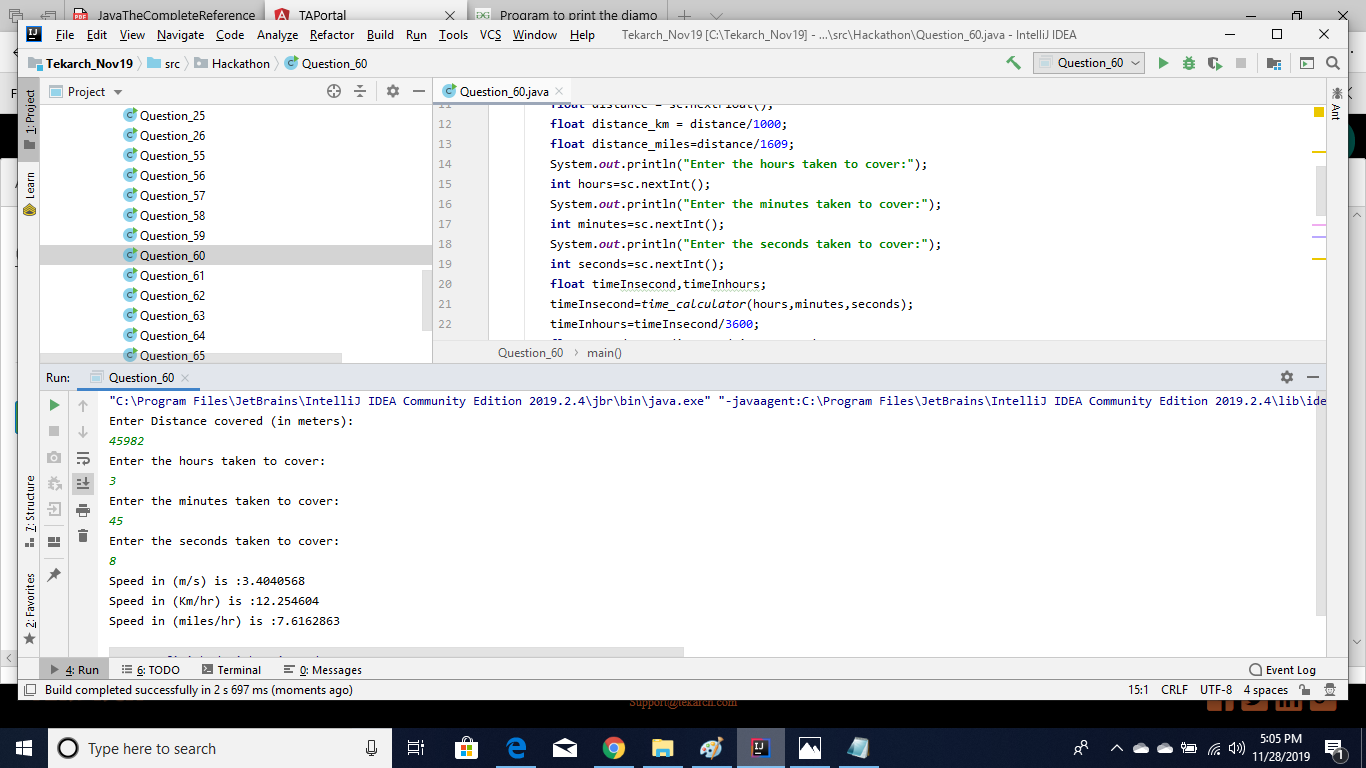 JavaTheCompleteReference
TAPortal
Program to print the diamo
File Edit View Navigate Code Analyze Refactor Build Run Tools VCS Window Help Tekarch_Nov19 [C:\Tekarch_Nov19] - ...\src\Hackathon\Question_60.java - IntelliJ IDEA
Tekarch_Nov19 src Hackathon Question_60 Question_60
1: Project
Learn
7: Structure
2: Favorites
Ant
Project
Question_25
Question_26
Question_55
Question_56
Question_57
Question_58
Question_59
Question_60
Question_61
Question_62
Question_63
Question_64
Question_65
Question_60.java
11 float distance = sc.nextFloat();
12 float distance_km = distance/1000;
13 float distance_miles=distance/1609;
14 System.out.println("Enter the hours taken to cover:");
15 int hours=sc.nextInt();
16 System.out.println("Enter the minutes taken to cover:");
17 int minutes=sc.nextInt();
18 System.out.println("Enter the seconds taken to cover:");
19 int seconds=sc.nextInt();
20 float timeInsecond,timeInhours;
21 timeInsecond=time_calculator(hours,minutes,seconds);
22 timeInhours=timeInsecond/3600;
Question_60 main()
Run: Question_60
"C:\Program Files\JetBrains\IntelliJ IDEA Community Edition 2019.2.4\jbr\bin\java.exe" "-javaagent:C:\Program Files\JetBrains\IntelliJ IDEA Community Edition 2019.2.4\lib\ide
Enter Distance covered (in meters):
45982
Enter the hours taken to cover:
3
Enter the minutes taken to cover:
45
Enter the seconds taken to cover:
8
Speed in (m/s) is :3.4040568
Speed in (Km/hr) is :12.254604
Speed in (miles/hr) is :7.6162863
4: Run 6: TODO Terminal 0: Messages Event Log
Build completed successfully in 2 s 697 ms (moments ago) 15:1 CRLF UTF-8 4 spaces
Support@tekarch.com
Type here to search
5:05 PM
11/28/2019
1